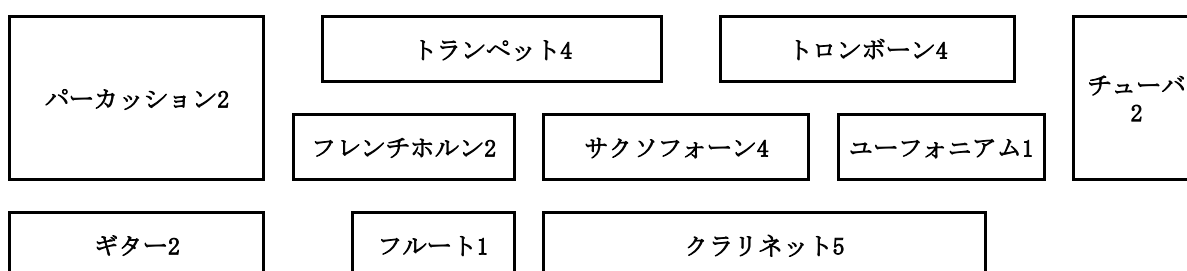 トランペット4
トロンボーン4
パーカッション2
チューバ
2
フレンチホルン2
サクソフォーン4
ユーフォニアム1
ギター2
フルート1
クラリネット5